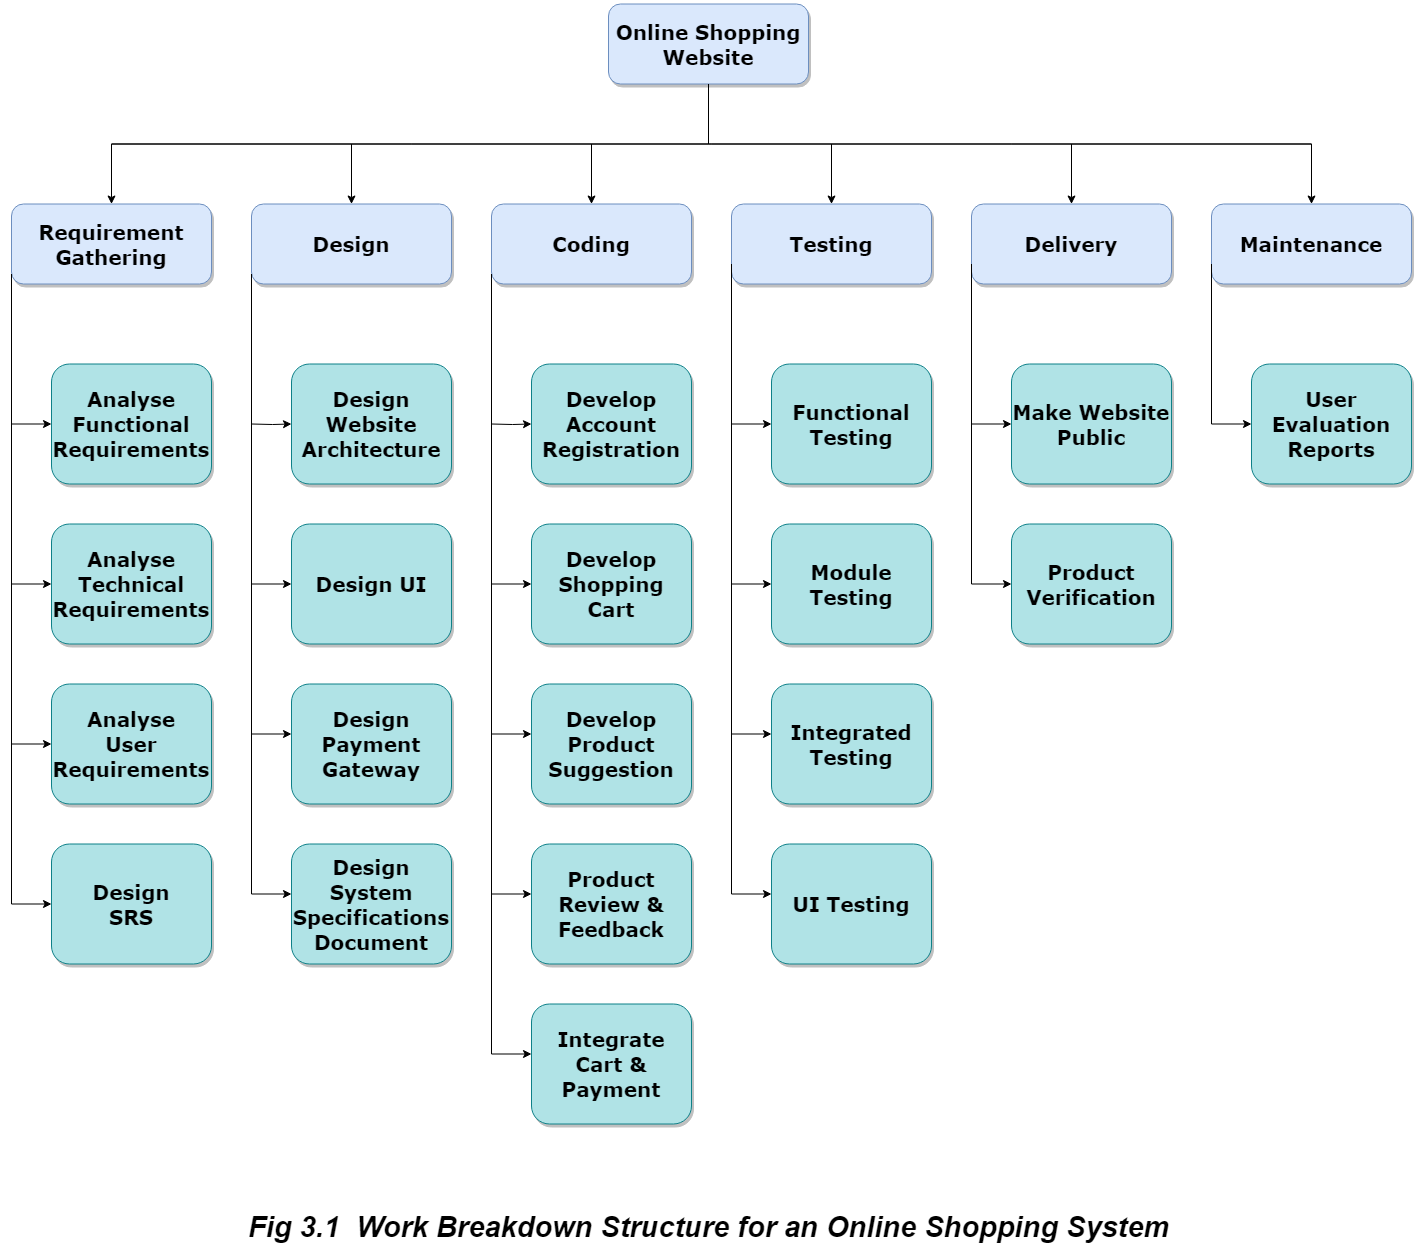 Online Shopping
Website
Requirement
Gathering
Design
Coding
Testing
Delivery
Maintenance
Analyse
Functional
Requirements
Design
Website
Architecture
Develop
Account
Registration
Functional
Testing
Make Website
Public
User
Evaluation
Reports
Analyse
Technical
Requirements
Design UI
Develop
Shopping
Cart
Module
Testing
Product
Verification
Analyse
User
Requirements
Design
Payment
Gateway
Develop
Product
Suggestion
Integrated
Testing
Design
SRS
Design
System
Specifications
Document
Product
Review &
Feedback
UI Testing
Integrate
Cart &
Payment
Fig 3.1  Work Breakdown Structure for an Online Shopping System